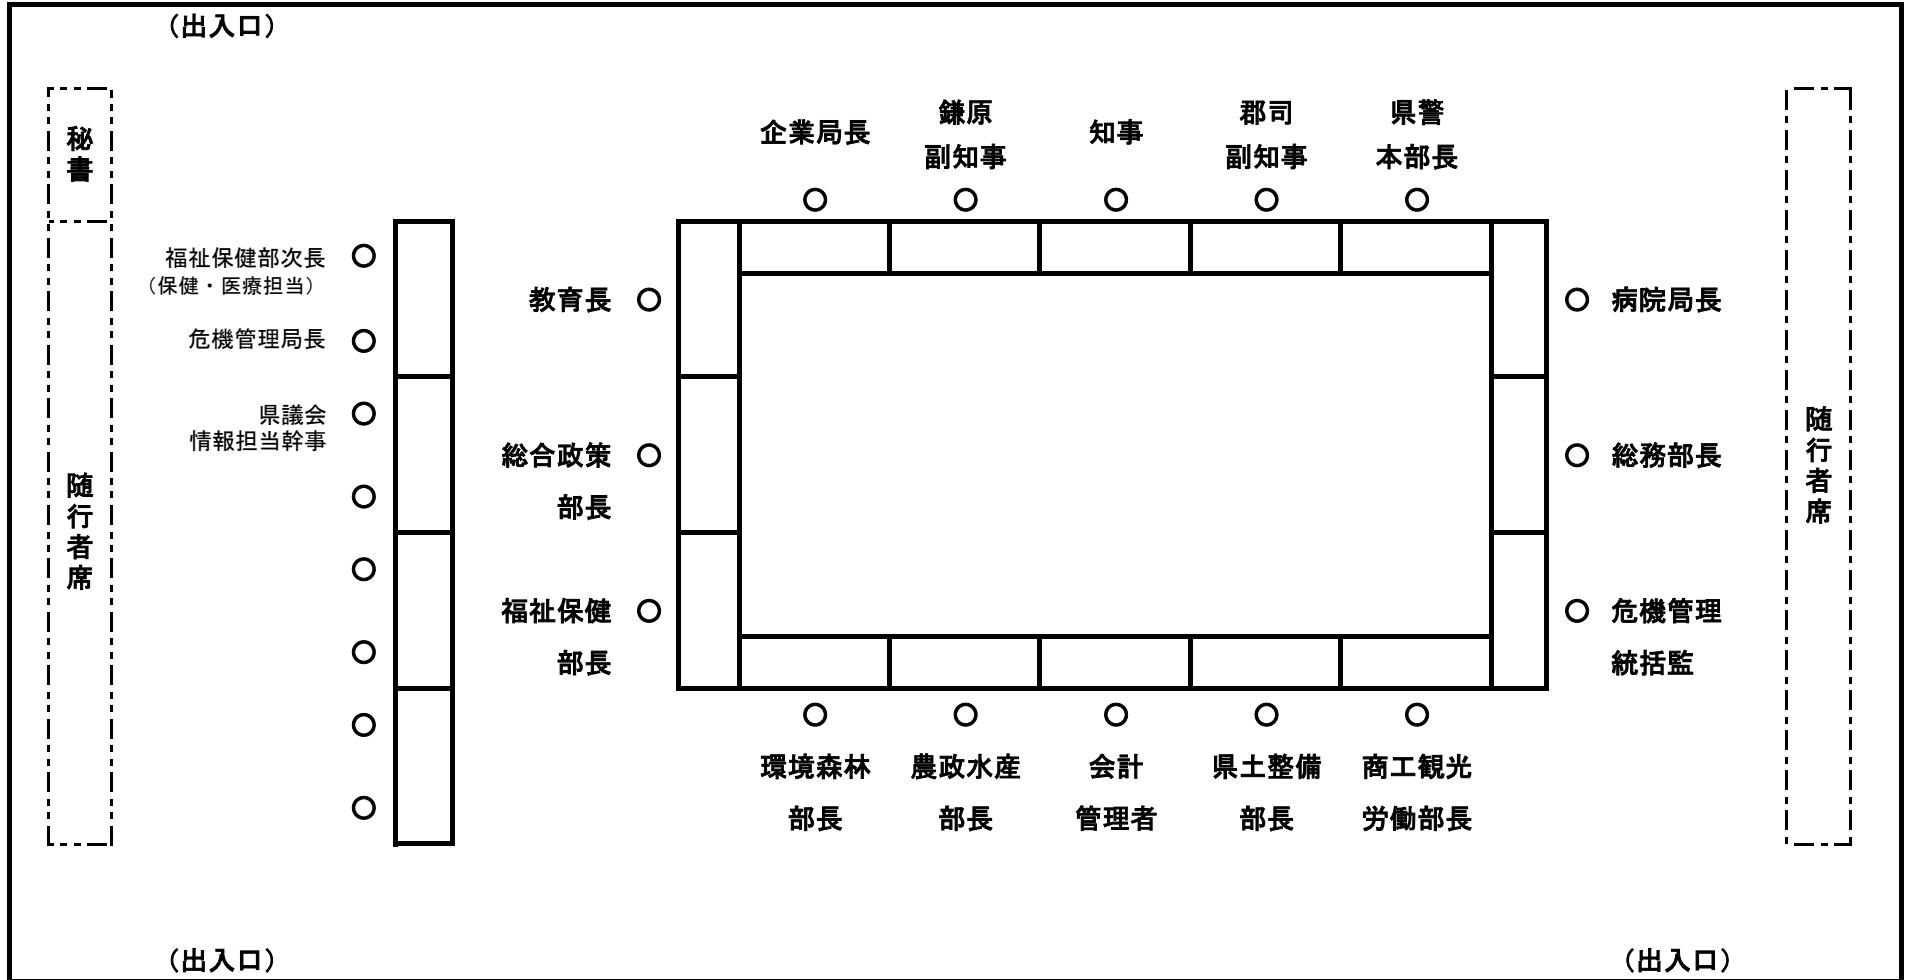 （出入口）
企業局長
鎌原
副知事
知事
郡司
副知事
県警
本部長
秘書
随行者席
福祉保健部次長
（保健・医療担当）
危機管理局長
県議会
情報担当幹事
教育長
総合政策
部長
福祉保健
部長
病院局長
総務部長
危機管理
統括監
随行者席
環境森林
部長
農政水産
部長
会計
管理者
県土整備
部長
商工観光
労働部長
（出入口）
（出入口）